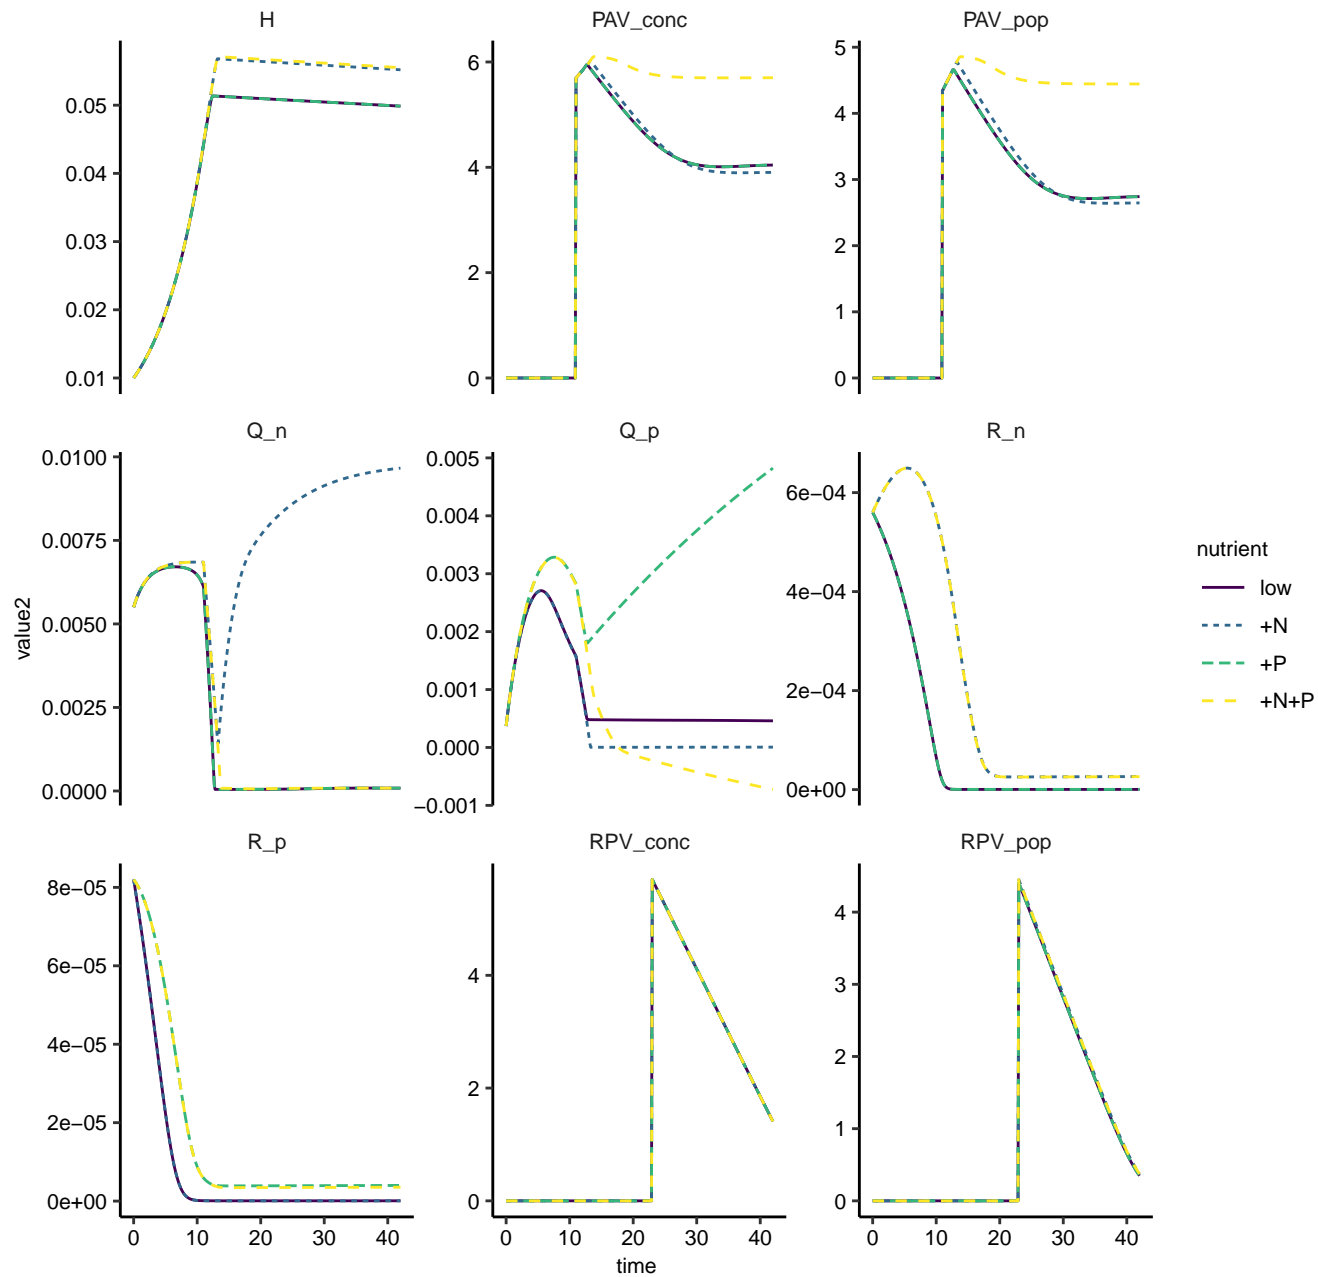 H
PAV_conc
PAV_pop
0.05
0.04
0.03
0.02
0.01
6
4
2
0
5
4
3
2
1
0
Q_n
Q_p
R_n
0.0100
0.0075
0.0050
0.0025
0.0000
0.005
0.004
0.003
0.002
0.001
0.000
−0.001
6e−04
4e−04
2e−04
0e+00
value2
R_p
RPV_conc
RPV_pop
8e−05
6e−05
4e−05
2e−05
0e+00
4
2
0
4
3
2
1
0
0 10 20 30 40
0 10 20 30 40
0 10 20 30 40
time
nutrient
low
+N
+P
+N+P